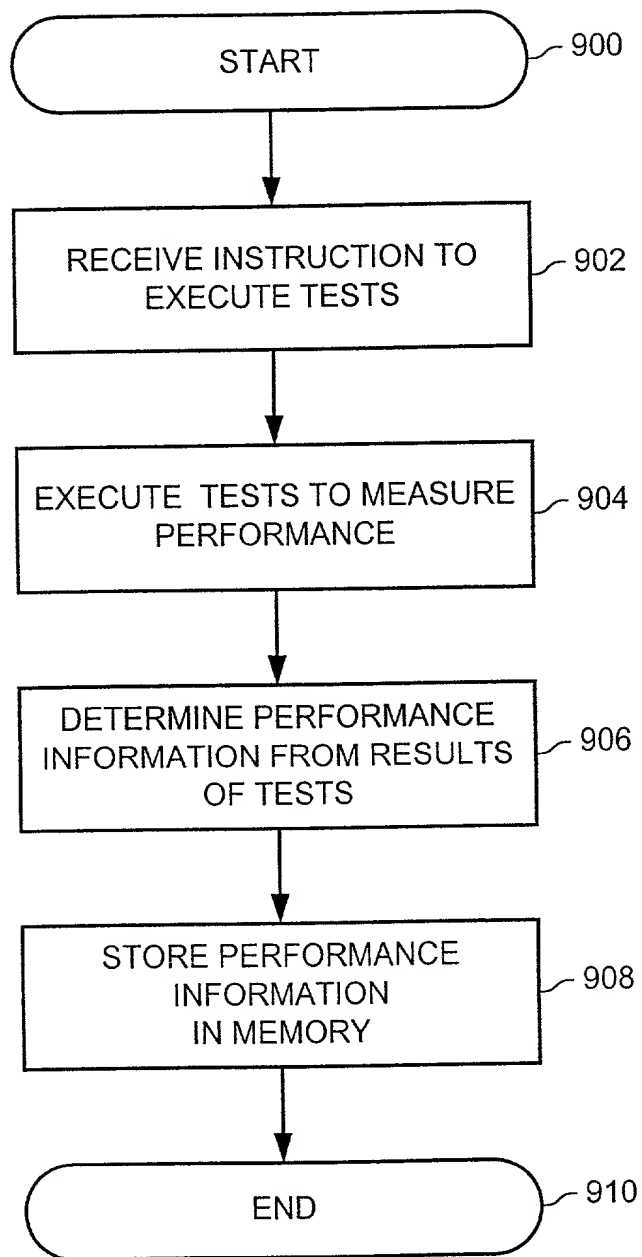 START
900
RECEIVE INSTRUCTION TO
EXECUTE TESTS
902
EXECUTE TESTS TO MEASURE
PERFORMANCE
904
DETERMINE PERFORMANCE
INFORMATION FROM RESULTS
OF TESTS
906
STORE PERFORMANCE
INFORMATION
IN MEMORY
908
END
910